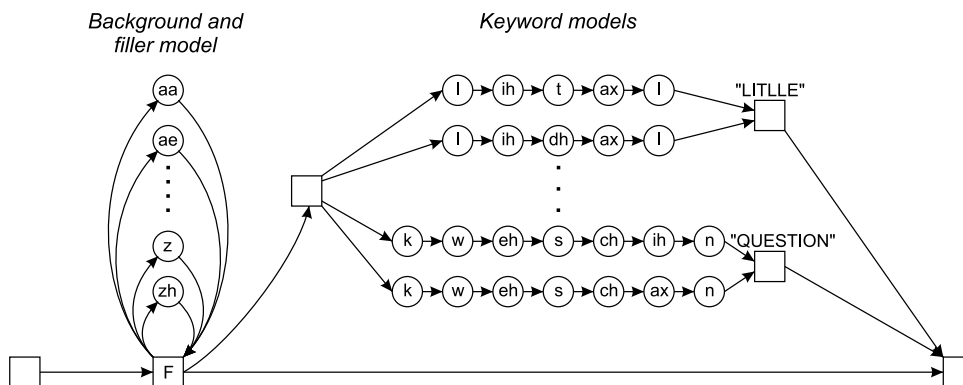 Background and
filler model
Keyword models
aa
ae
z
zh
F
l ih t ax l
"LITLLE"
l ih dh ax l
k w eh s ch ih n
"QUESTION"
k w eh s ch ax n